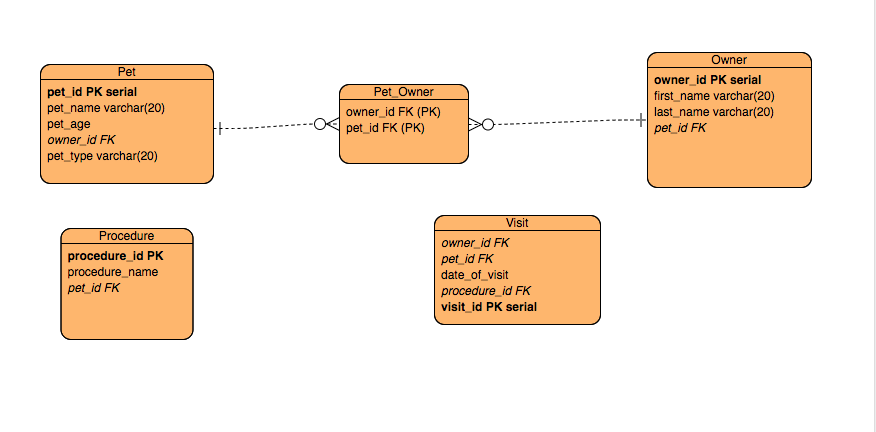 Pet
pet_id PK serial
pet_name varchar(20)
pet_age
owner_id FK
pet_type varchar(20)
Pet_Owner
owner_id FK (PK)
pet_id FK (PK)
Owner
owner_id PK serial
first_name varchar(20)
last_name varchar(20)
pet_id FK
Procedure
procedure_id PK
procedure_name
pet_id FK
Visit
owner_id FK
pet_id FK
date_of_visit
procedure_id FK
visit_id PK serial